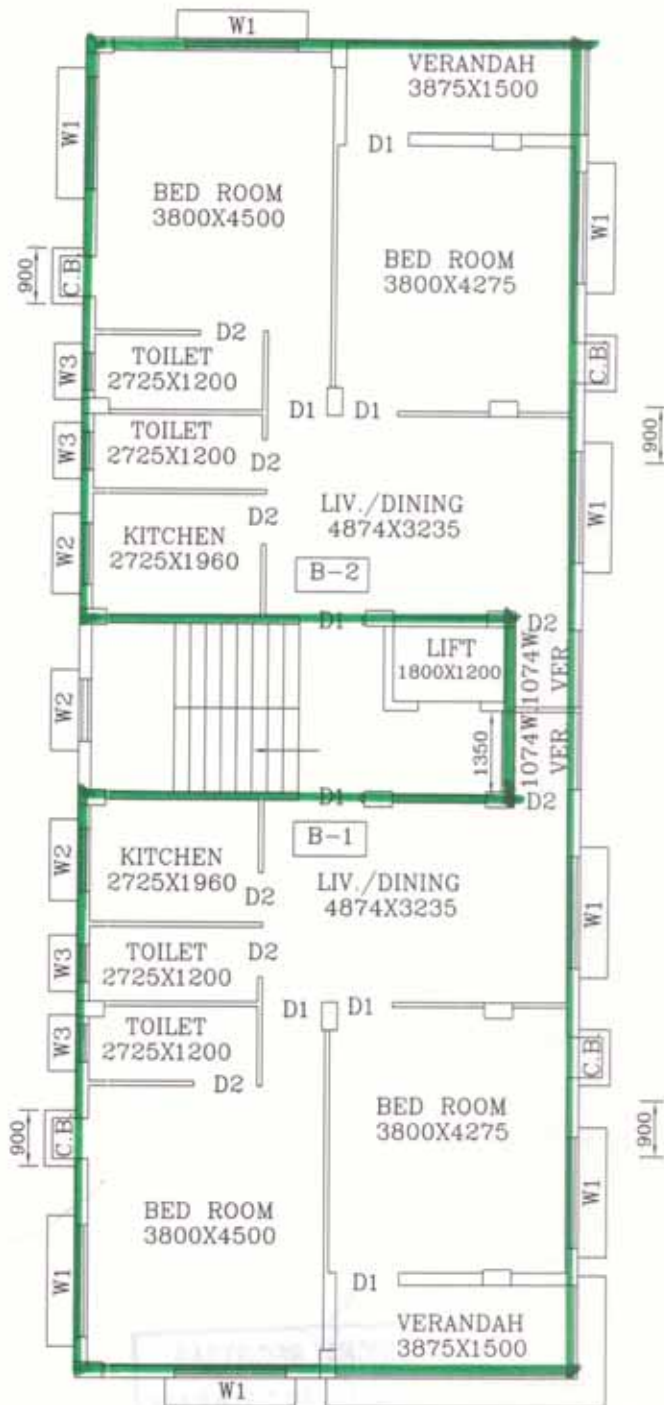 W1
VERANDAH
3875X1500
W1
D1
BED ROOM
3800X4500
W1
BED ROOM
3800X4275
900
C.B.
D2
TOILET
2725X1200
W3
C.B.
D1
D1
900
TOILET
2725X1200
W3
D2
W1
LIV./DINING
4874X3235
D2
KITCHEN
2725X1960
W2
B-2
D1
D2
LIFT
1800X1200
1074W.
VER
W2
1350
1074W.
VER
D1
D2
B-1
KITCHEN
2725X1960
W2
LIV./DINING
4874X3235
D2
W1
D2
TOILET
2725X1200
W3
D1
D1
TOILET
2725X1200
W3
C.B.
D2
BED ROOM
3800X4275
900
C.B.
900
W1
BED ROOM
3800X4500
W1
D1
VERANDAH
3875X1500
W1